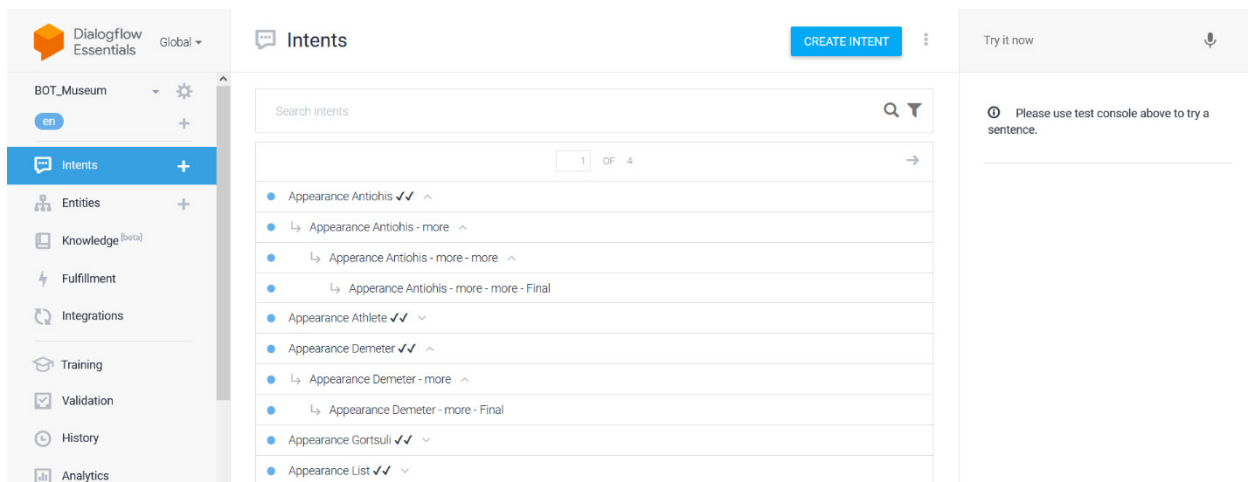 Dialogflow
Essentials
Global
Intents
CREATE INTENT
Try it now
BOT_Museum
en
Search intents
Please use test console above to try a
sentence.
Intents
1 OF 4
Entities
Knowledge [beta]
Fulfillment
Integrations
Training
Validation
History
Analytics
Appearance Antiohis ✓✓
Appearance Antiohis - more
Apperance Antiohis - more - more
Apperance Antiohis - more - more - Final
Appearance Athlete ✓✓
Appearance Demeter ✓✓
Appearance Demeter - more
Appearance Demeter - more - Final
Appearance Gortsuli ✓✓
Appearance List ✓✓